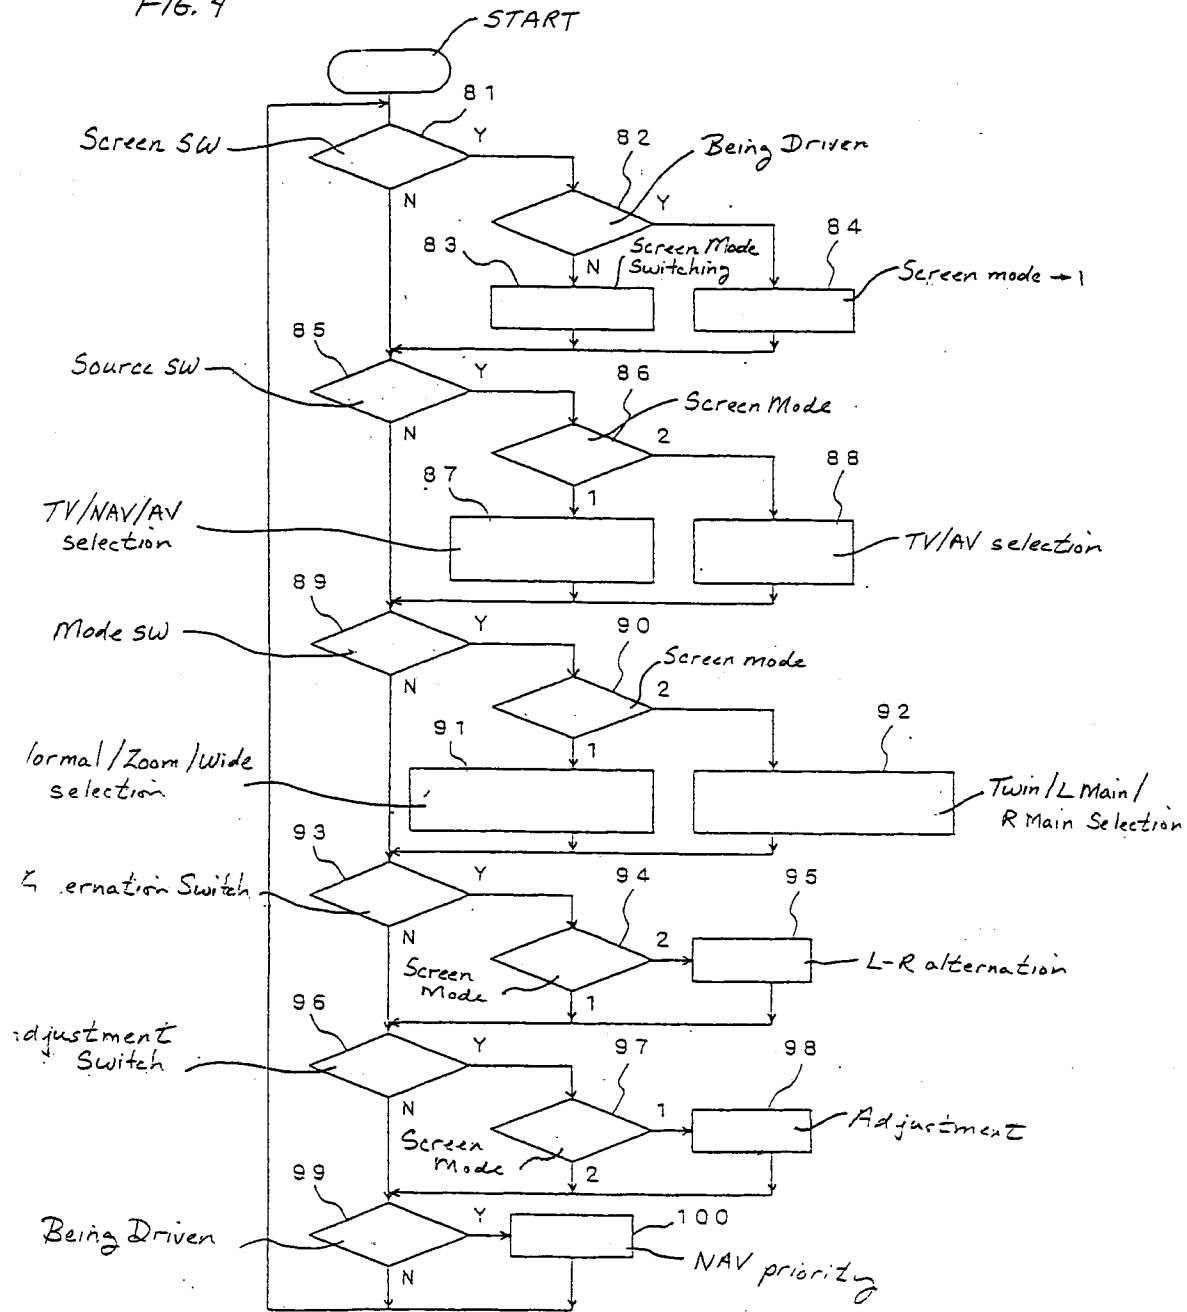 FIG. 4
START
81
Screen SW
Y
82
Being Driven
N
Y
83
Screen Mode
Switching
84
N
Screen mode → 1
85
Source SW
Y
86
Screen Mode
N
2
87
88
1
TV/NAV/AV
selection
TV/AV selection
89
Mode SW
Y
90
Screen mode
N
2
91
92
1
Zoom/Wide
selection
Twin/L Main/
R Main Selection
93
Y
94
95
Switch
N
2
Screen
Mode
L-R alternation
1
96
Switch
Y
97
98
N
1
Screen
Mode
Adjustment
2
99
Y
100
Being Driven
NAV priority
N